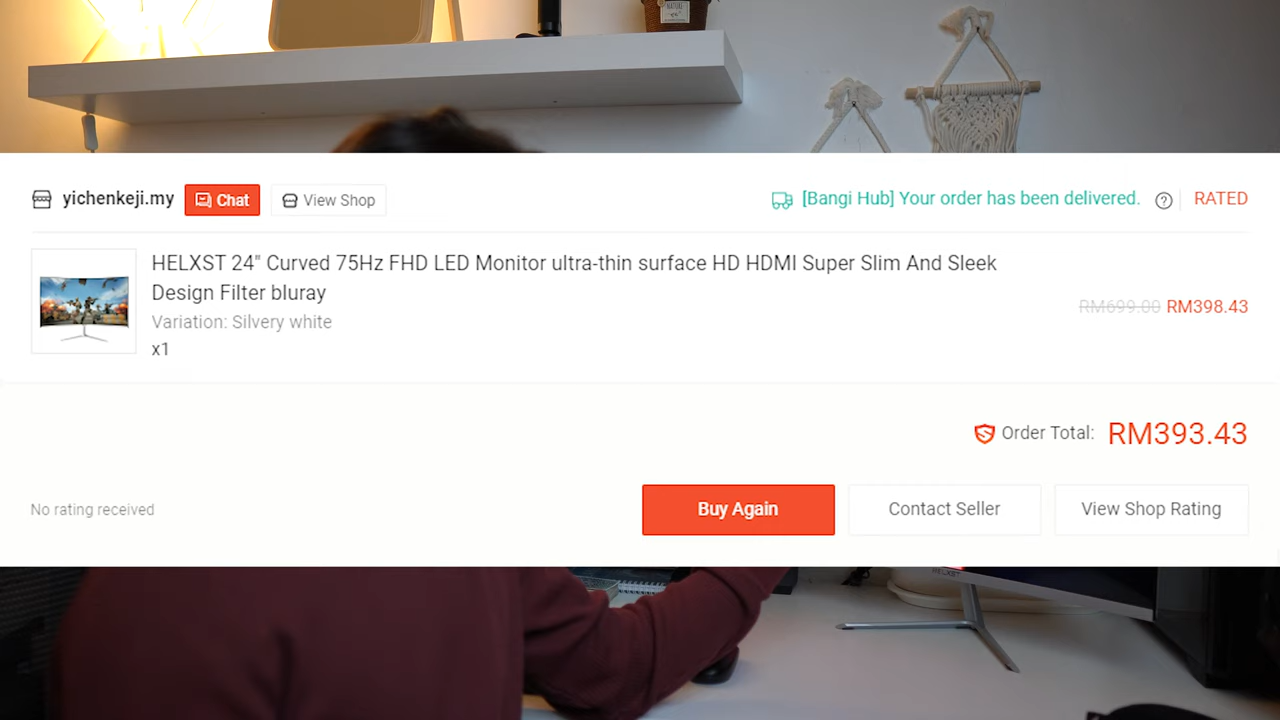 NATURE
yichenkeji.my Chat View Shop [Bangi Hub] Your order has been delivered. ? RATED
HELXST 24" Curved 75Hz FHD LED Monitor ultra-thin surface HD HDMI Super Slim And Sleek
Design Filter bluray
Variation: Silvery white
RM699.00 RM398.43
x1
Order Total: RM393.43
No rating received Buy Again Contact Seller View Shop Rating
HELXST